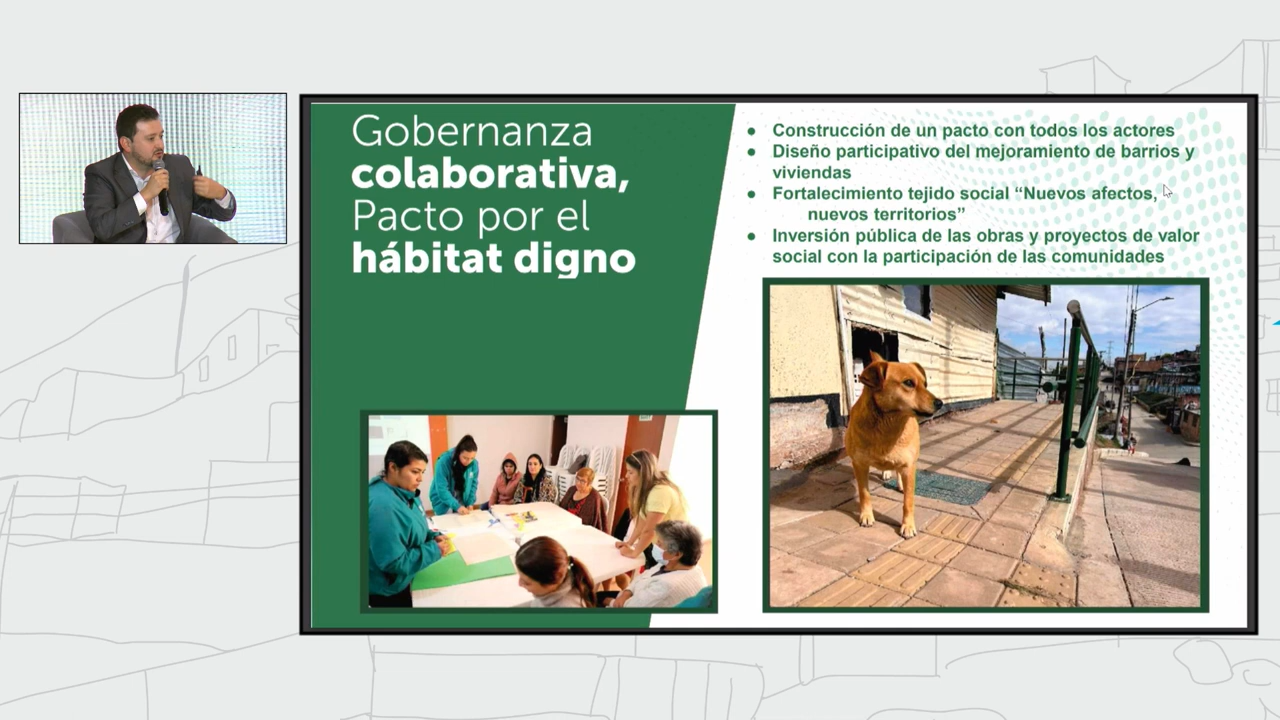 Gobernanza
colaborativa,
Pacto por el
hábitat digno
● Construcción de un pacto con todos los actores
● Diseño participativo del mejoramiento de barrios y
viviendas
● Fortalecimiento tejido social “Nuevos afectos,
nuevos territorios”
● Inversión pública de las obras y proyectos de valor
social con la participación de las comunidades